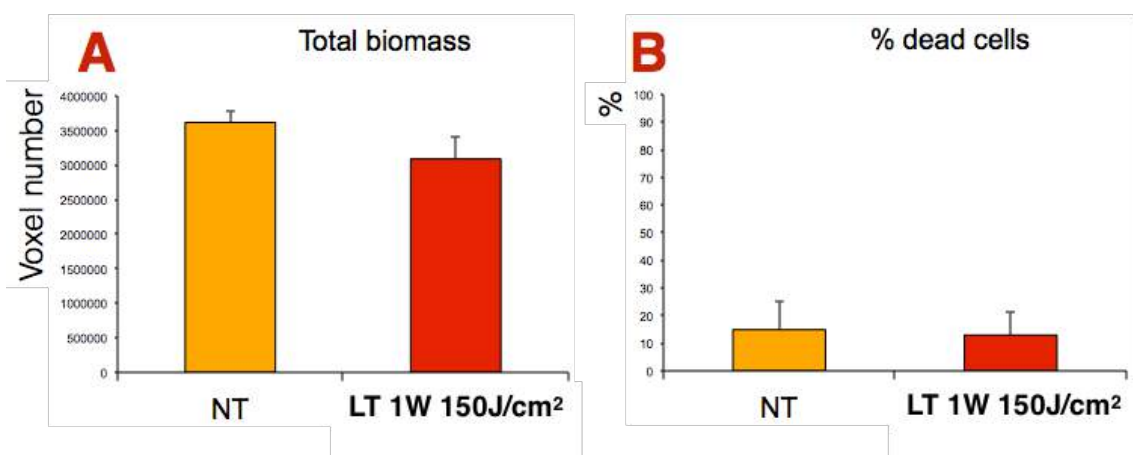 A
Total biomass
Voxel number
4000000
3500000
3000000
2500000
2000000
1500000
1000000
500000
0
NT
LT 1W 150J/cm²
B
% dead cells
%
100
90
80
70
60
50
40
30
20
10
0
NT
LT 1W 150J/cm²